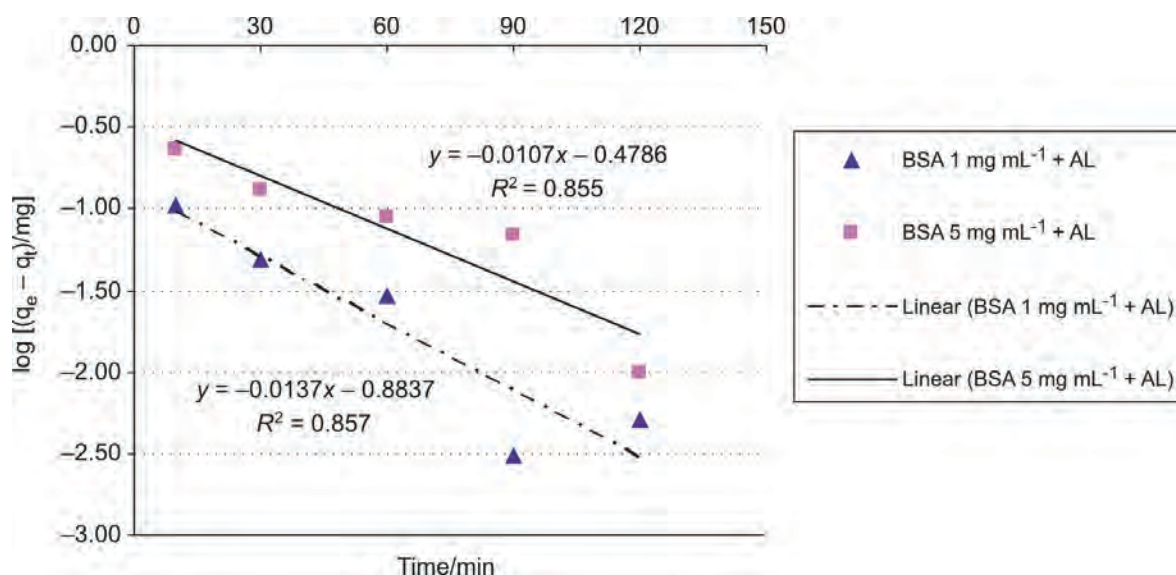 0 30 60 90 120 150
0.00
–0.50
–1.00
–1.50
–2.00
–2.50
–3.00
log [(qe – qt)/mg]
y = –0.0107x – 0.4786
R² = 0.855
y = –0.0137x – 0.8837
R² = 0.857
Time/min
BSA 1 mg mL⁻¹ + AL
BSA 5 mg mL⁻¹ + AL
Linear (BSA 1 mg mL⁻¹ + AL)
Linear (BSA 5 mg mL⁻¹ + AL)